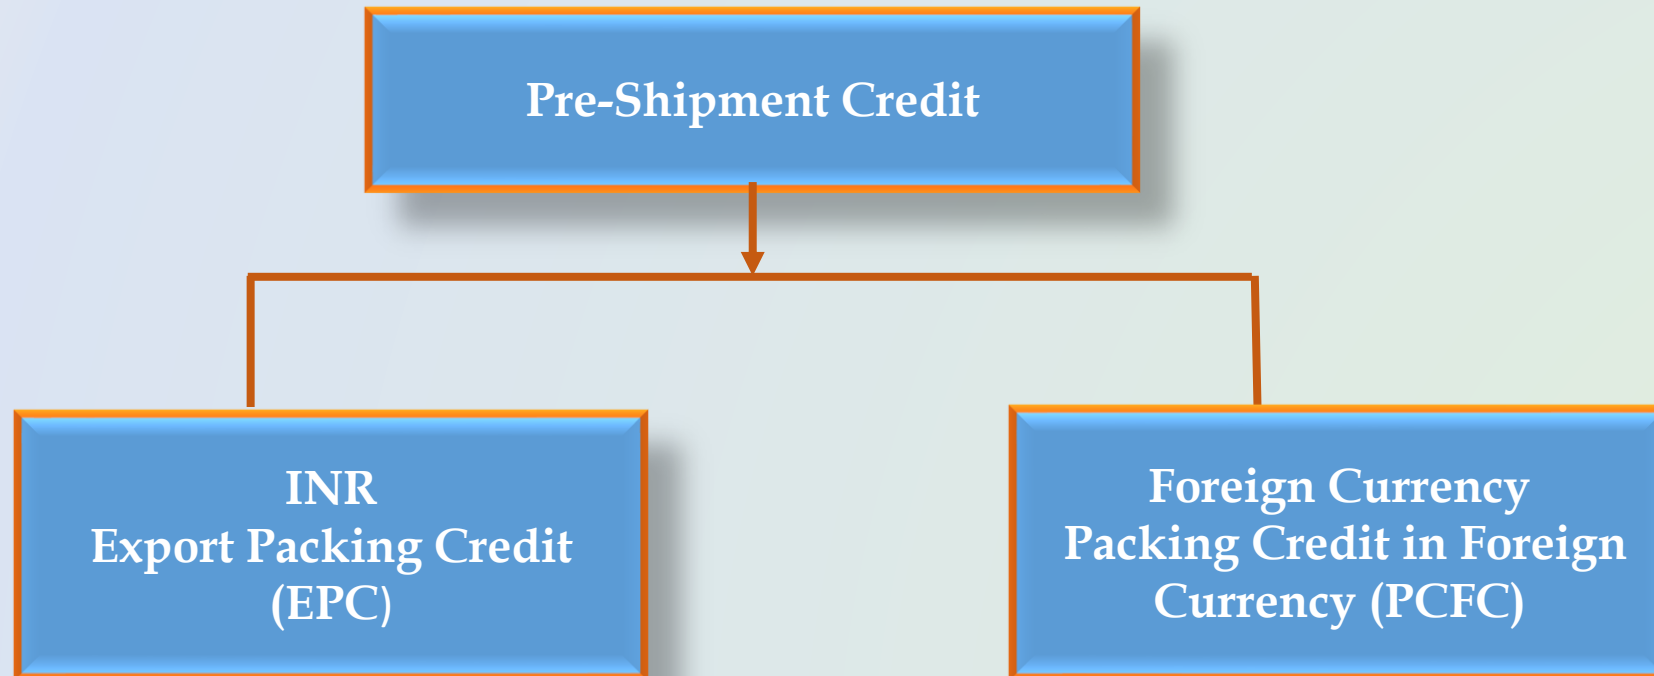 Pre-Shipment Credit
INR
Export Packing Credit
(EPC)
Foreign Currency
Packing Credit in Foreign
Currency (PCFC)